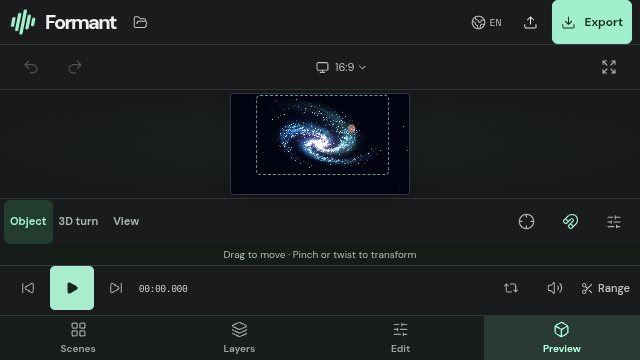 Formant
EN
Export
16:9
Object
3D turn
View
Drag to move · Pinch or twist to transform
00:00.000
Range
Scenes
Layers
Edit
Preview